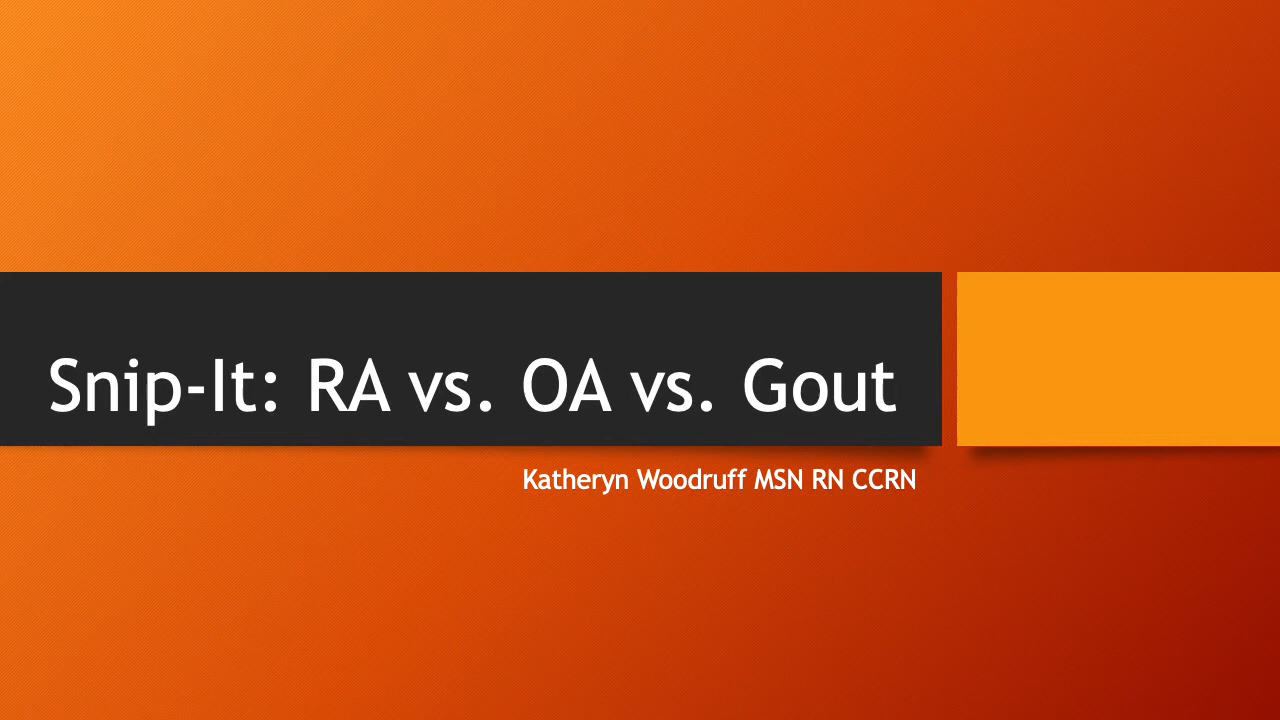 Snip-It: RA vs. OA vs. Gout
Katheryn Woodruff MSN RN CCRN